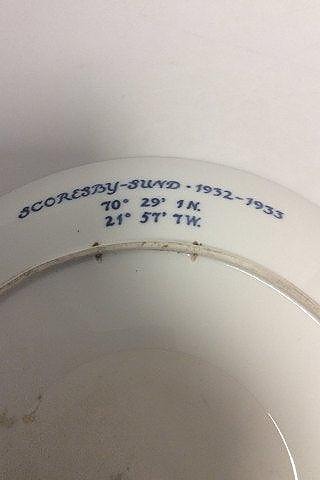 SCORESBY-SUND · 1932-1933
70° 29' 1N.
21° 57' 7W.